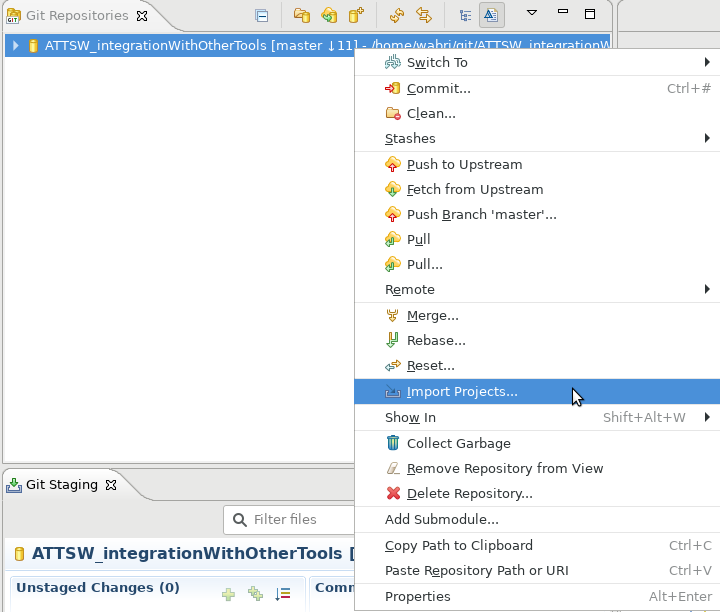 Git Repositories
ATTSW_integrationWithOtherTools [master ↓11] - /home/wabri/git/ATTSW_integrationW
Switch To
Commit... Ctrl+#
Clean...
Stashes
Push to Upstream
Fetch from Upstream
Push Branch 'master'...
Pull
Pull...
Remote
Merge...
Rebase...
Reset...
Import Projects...
Show In Shift+Alt+W
Collect Garbage
Remove Repository from View
Delete Repository...
Add Submodule...
Copy Path to Clipboard Ctrl+C
Paste Repository Path or URI Ctrl+V
Properties Alt+Enter
Git Staging
Filter files
ATTSW_integrationWithOtherTools [
Unstaged Changes (0)
Comm